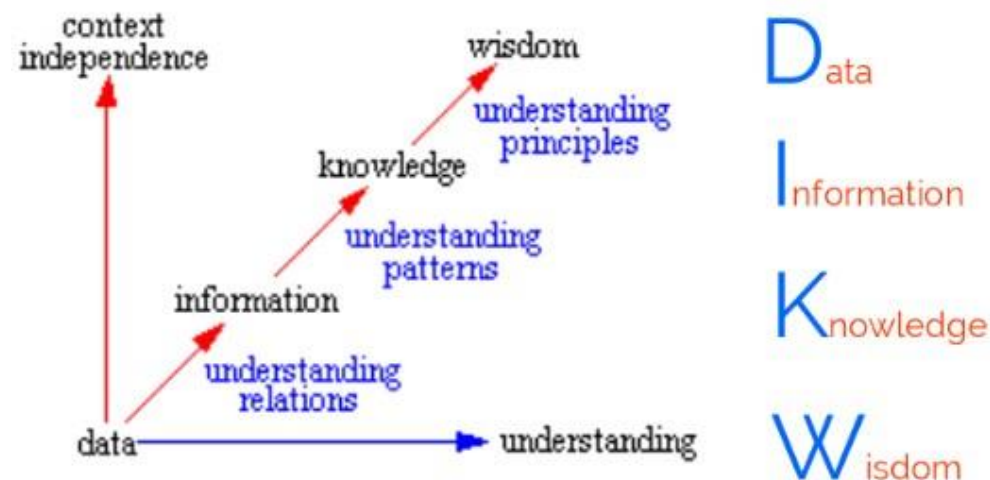 context
independence
wisdom
understanding
principles
knowledge
understanding
patterns
information
understanding
relations
data
understanding
Data
Information
Knowledge
Wisdom